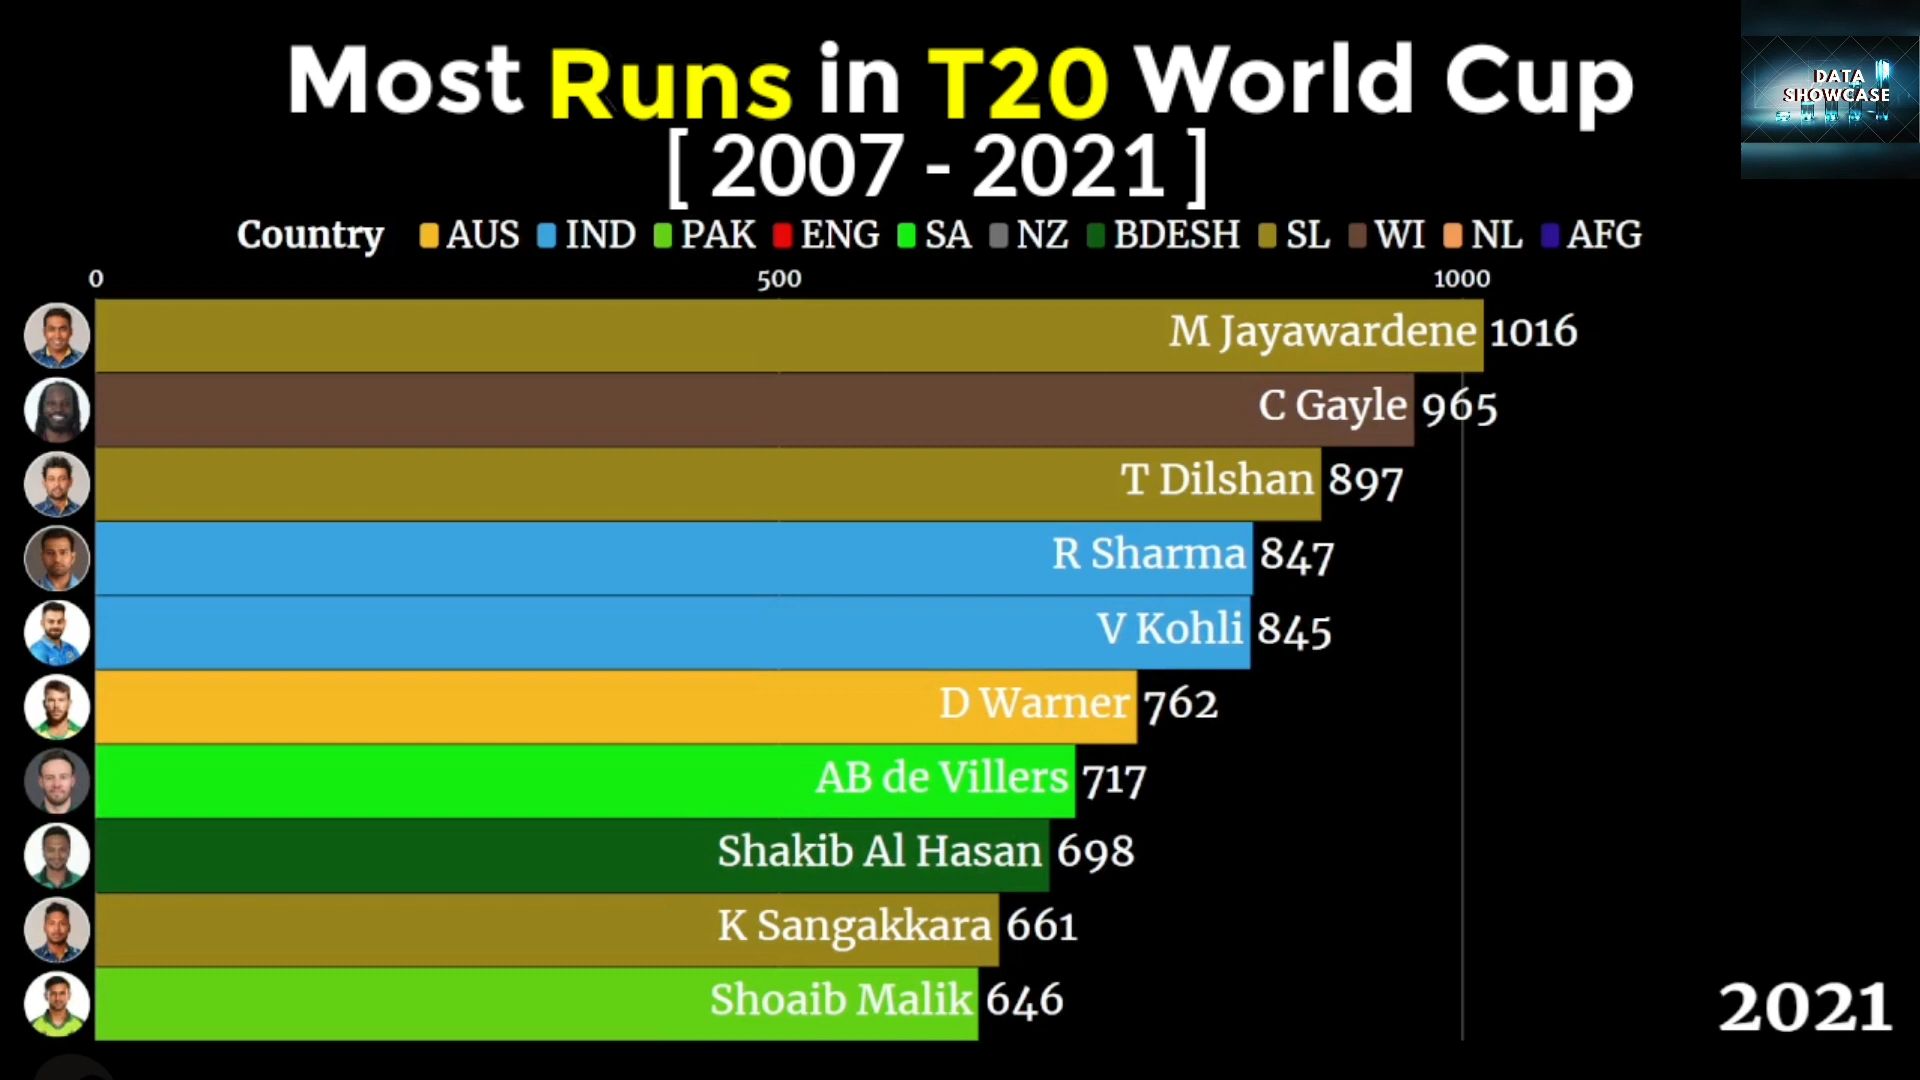 Most Runs in T20 World Cup
[ 2007 - 2021 ]
DATA
SHOWCASE
Country AUS IND PAK ENG SA NZ BDESH SL WI NL AFG
0 500 1000
M Jayawardene 1016
C Gayle 965
T Dilshan 897
R Sharma 847
V Kohli 845
D Warner 762
AB de Villers 717
Shakib Al Hasan 698
K Sangakkara 661
Shoaib Malik 646
2021